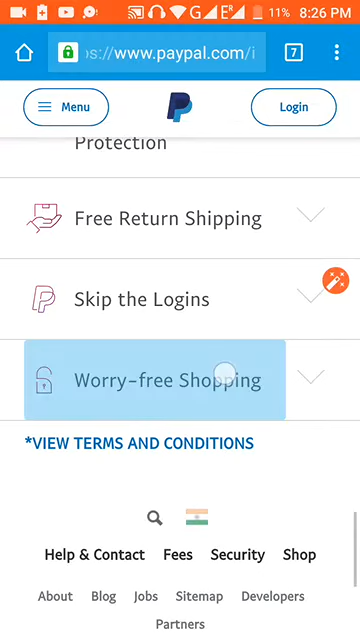 G
R
11% 8:26 PM
os://www.paypal.com/i
7
Menu
Login
Protection
Free Return Shipping
Skip the Logins
Worry-free Shopping
*VIEW TERMS AND CONDITIONS
Help & Contact Fees Security Shop
About Blog Jobs Sitemap Developers
Partners